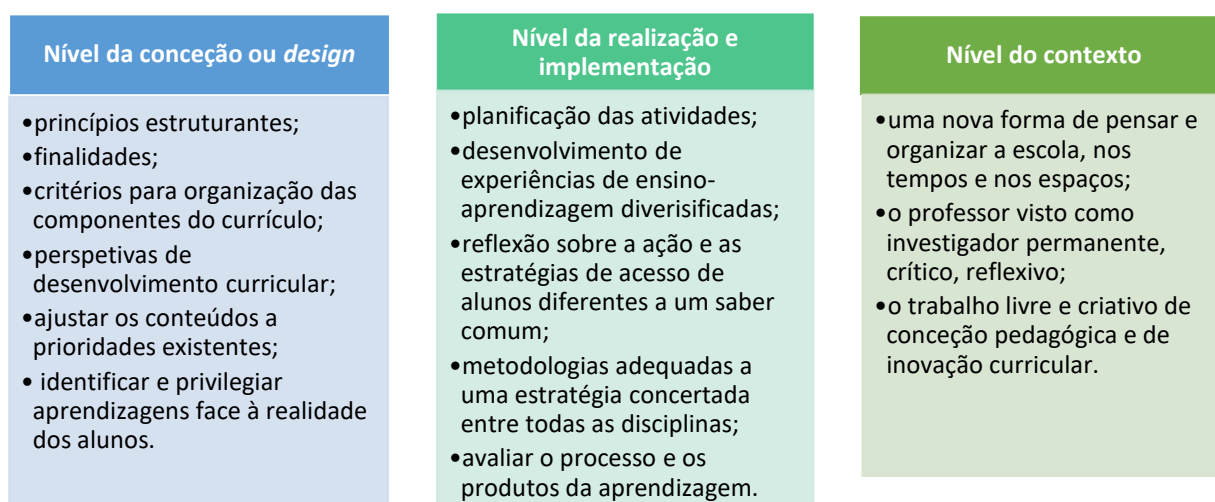 Nível da conceção ou design
•princípios estruturantes;
•finalidades;
•critérios para organização das
componentes do currículo;
•perspetivas de
desenvolvimento curricular;
•ajustar os conteúdos a
prioridades existentes;
• identificar e privilegiar
aprendizagens face à realidade
dos alunos.
Nível da realização e
implementação
•planificação das atividades;
•desenvolvimento de
experiências de ensino-
aprendizagem diverisificadas;
•reflexão sobre a ação e as
estratégias de acesso de
alunos diferentes a um saber
comum;
•metodologias adequadas a
uma estratégia concertada
entre todas as disciplinas;
•avaliar o processo e os
produtos da aprendizagem.
Nível do contexto
•uma nova forma de pensar e
organizar a escola, nos
tempos e nos espaços;
•o professor visto como
investigador permanente,
crítico, reflexivo;
•o trabalho livre e criativo de
conceção pedagógica e de
inovação curricular.